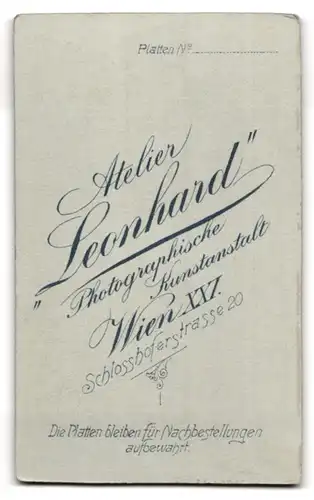 Platten No
Atelier
"Leonhard"
Photographische
Kunstanstalt
Wien XXI.
Schlosshoferstrasse 20
Die Platten bleiben für Nachbestellungen
aufbewahrt.